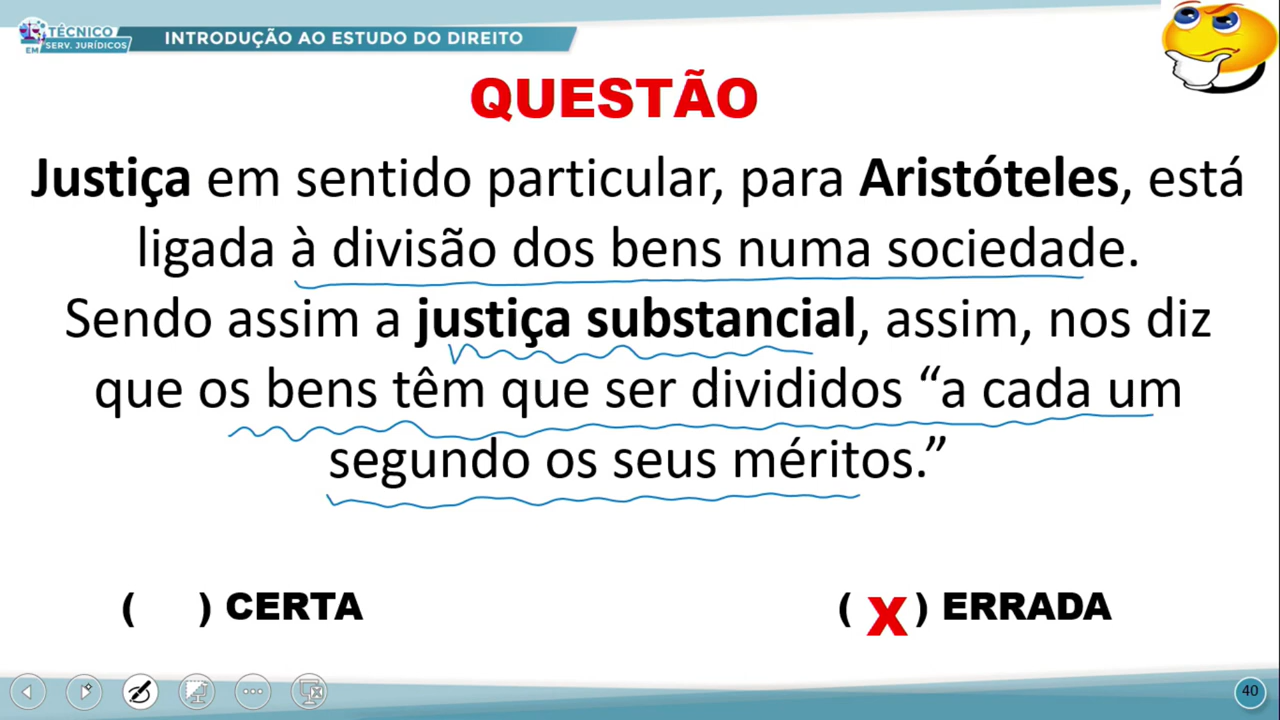 TÉCNICO
EM SERV. JURÍDICOS
INTRODUÇÃO AO ESTUDO DO DIREITO
QUESTÃO
Justiça em sentido particular, para Aristóteles, está
ligada à divisão dos bens numa sociedade.
Sendo assim a justiça substancial, assim, nos diz
que os bens têm que ser divididos “a cada um
segundo os seus méritos.”
( ) CERTA
( X ) ERRADA
40